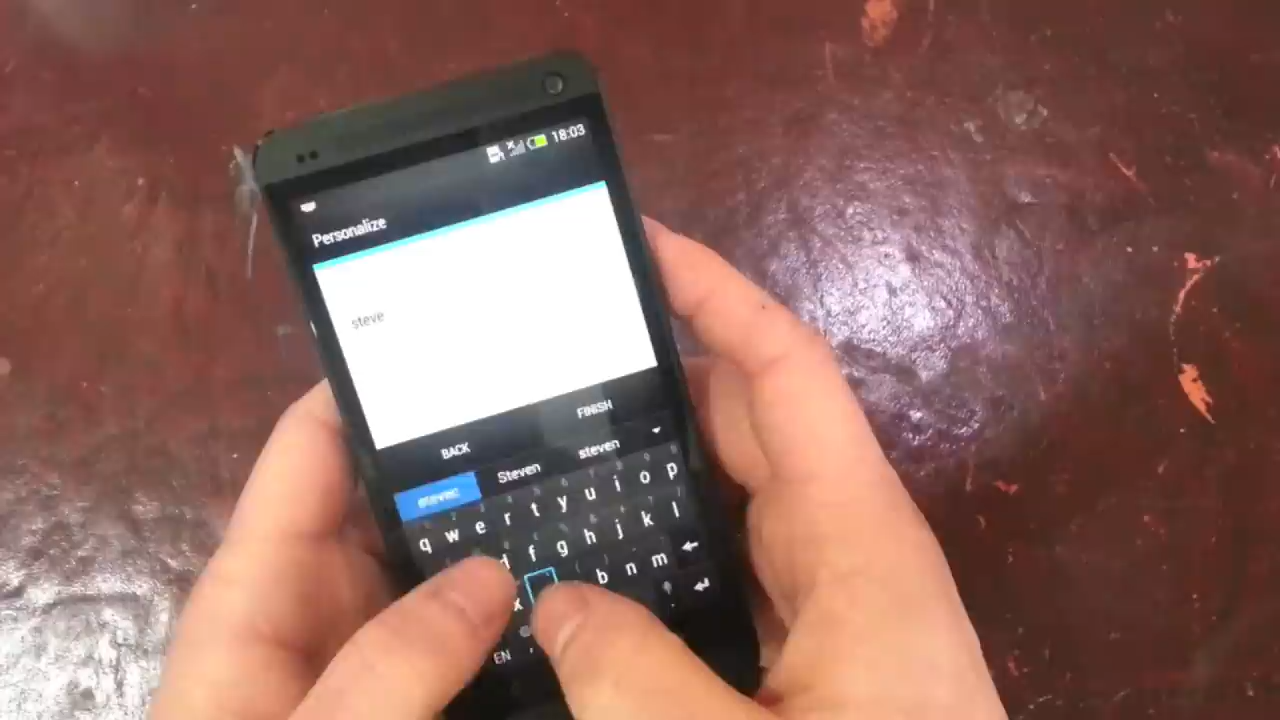 18:03
Personalize
steve
BACK FINISH
Steven steven
q w e r t y u i o p
d f g h j k l
x b n m
EN